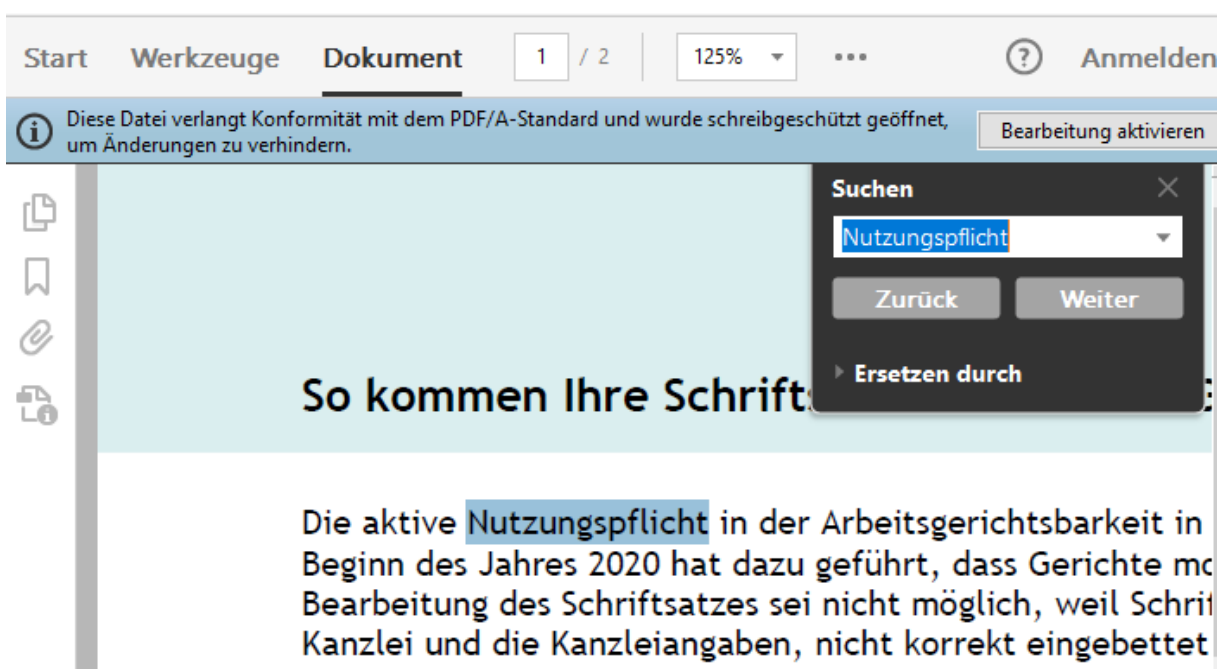 Start Werkzeuge Dokument 1 / 2 125% ••• ? Anmelden
Diese Datei verlangt Konformität mit dem PDF/A-Standard und wurde schreibgeschützt geöffnet,
um Änderungen zu verhindern.
Bearbeitung aktivieren
Suchen
Nutzungspflicht
Zurück Weiter
Ersetzen durch
So kommen Ihre Schrifts
Die aktive Nutzungspflicht in der Arbeitsgerichtsbarkeit in
Beginn des Jahres 2020 hat dazu geführt, dass Gerichte
Bearbeitung des Schriftsatzes sei nicht möglich, weil Schrif
Kanzlei und die Kanzleiangaben, nicht korrekt eingebettet